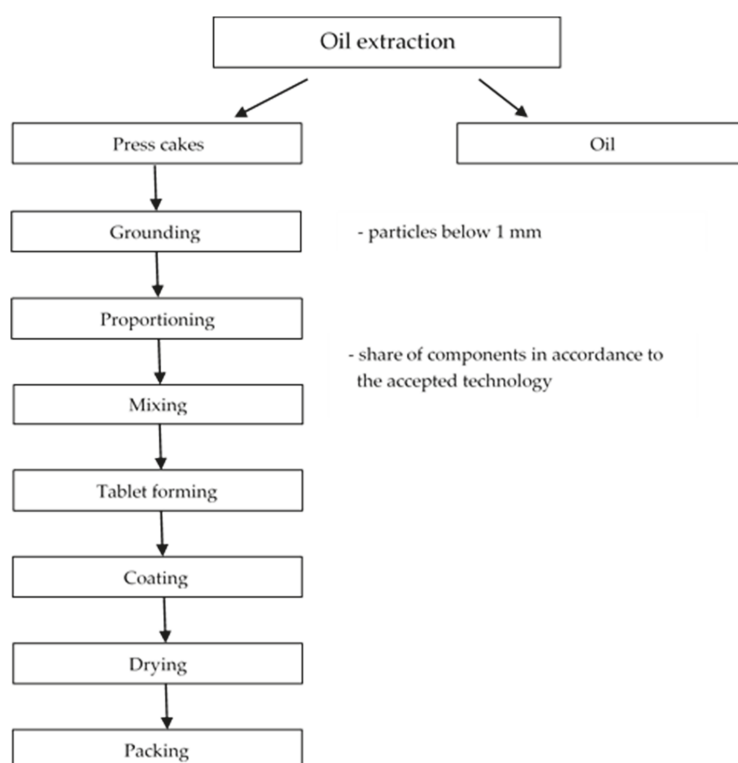 Oil extraction
Press cakes
Oil
Grounding
- particles below 1 mm
Proportioning
- share of components in accordance to
the accepted technology
Mixing
Tablet forming
Coating
Drying
Packing